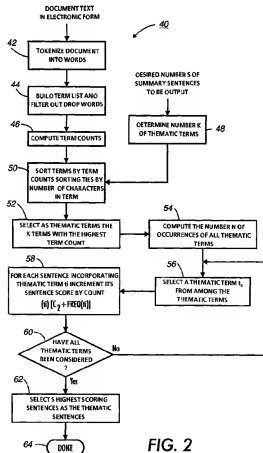 DOCUMENT TEXT
IN ELECTRONIC FORM
40
42
TOKENIZE DOCUMENT
INTO WORDS
44
BUILD TERM LIST AND
FILTER OUT DROP WORDS
46
COMPUTE TERM COUNTS
DESIRED NUMBER S OF
SUMMARY SENTENCES
TO BE OUTPUT
DETERMINE NUMBER K
OF THEMATIC TERMS
48
50
SORT TERMS BY TERM
COUNTS SORTING TIES BY
NUMBER OF CHARACTERS
IN TERM
52
SELECT AS THEMATIC TERMS THE
K TERMS WITH THE HIGHEST
TERM COUNT
54
COMPUTE THE NUMBER N OF
OCCURRENCES OF ALL THEMATIC
TERMS
56
SELECT A THEMATIC TERM ts
FROM AMONG THE
THEMATIC TERMS
58
FOR EACH SENTENCE INCORPORATING
THEMATIC TERM S INCREMENT ITS
SENTENCE SCORE BY COUNT
(s) [C2+FREQ(s)]
60
HAVE ALL
THEMATIC TERMS
BEEN CONSIDERED
?
No
Yes
62
SELECT S HIGHEST SCORING
SENTENCES AS THE THEMATIC
SENTENCES
64
DONE
FIG. 2